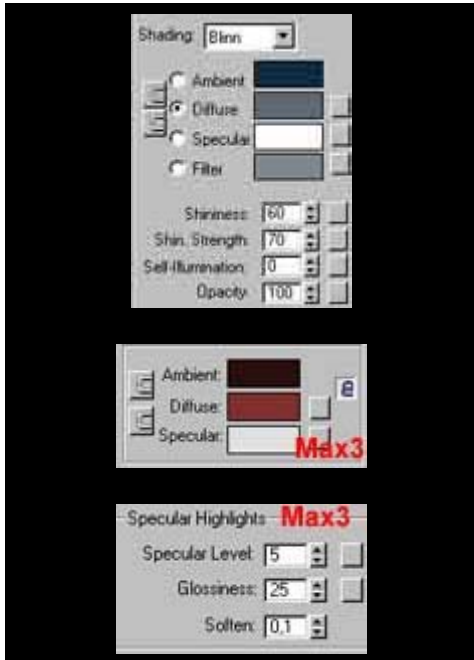 Shading: Blinn
Ambient
Diffuse
Specular
Filter
Shininess: 60
Shin. Strength: 70
Self-Illumination: 0
Opacity: 100
Ambient:
Diffuse:
Specular:
Max3
Specular Highlights Max3
Specular Level: 5
Glossiness: 25
Soften: 0,1